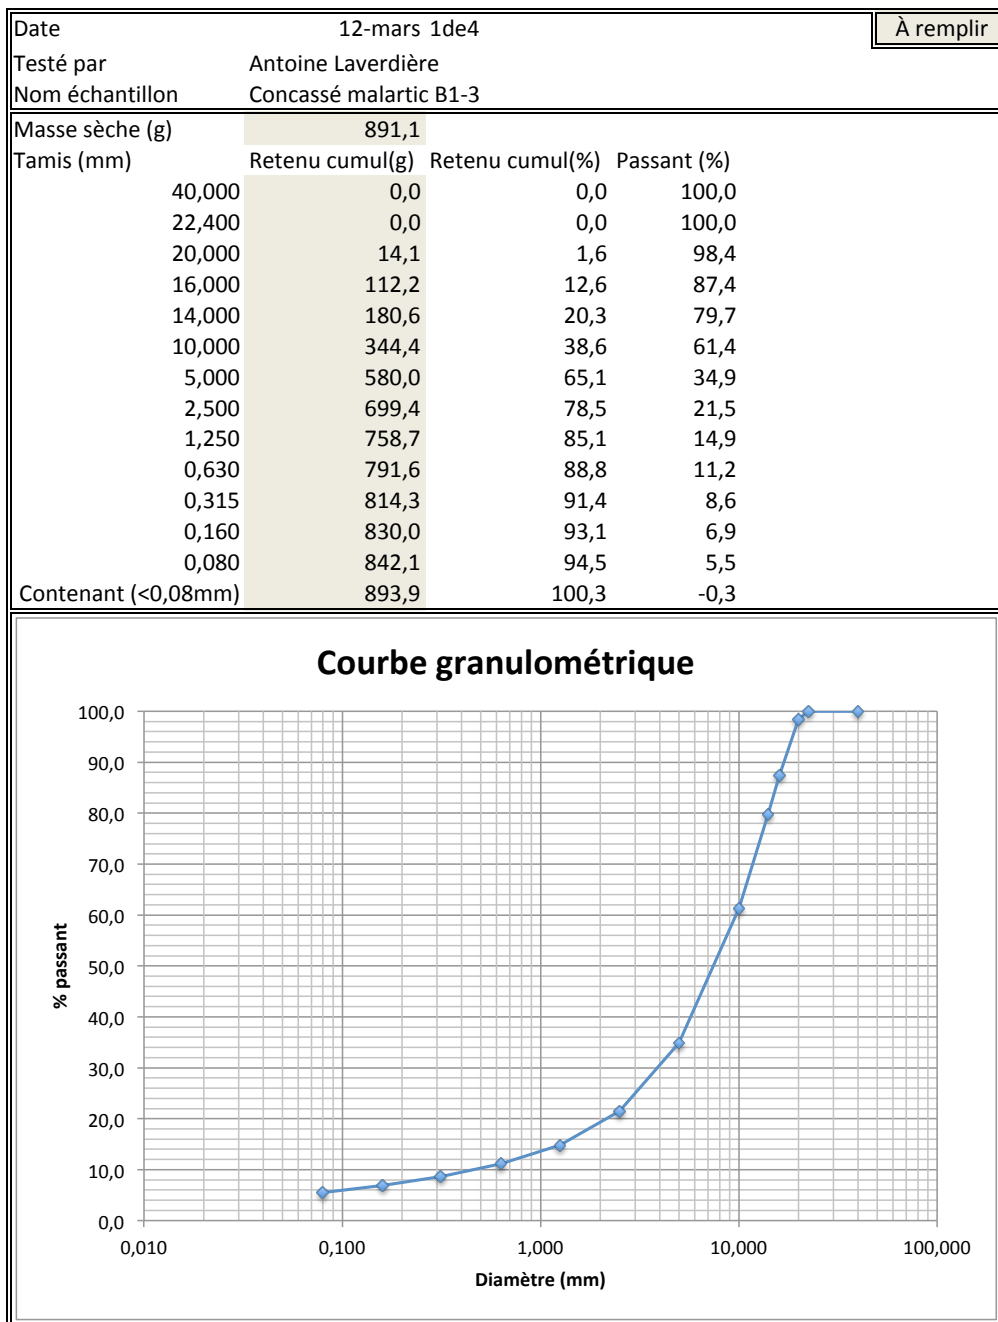 Date 12-mars 1de4 À remplir
Testé par Antoine Laverdière
Nom échantillon Concassé malartic B1-3
Masse sèche (g) 891,1
Tamis (mm) Retenu cumul(g) Retenu cumul(%) Passant (%)
40,000 0,0 0,0 100,0
22,400 0,0 0,0 100,0
20,000 14,1 1,6 98,4
16,000 112,2 12,6 87,4
14,000 180,6 20,3 79,7
10,000 344,4 38,6 61,4
5,000 580,0 65,1 34,9
2,500 699,4 78,5 21,5
1,250 758,7 85,1 14,9
0,630 791,6 88,8 11,2
0,315 814,3 91,4 8,6
0,160 830,0 93,1 6,9
0,080 842,1 94,5 5,5
Contenant (<0,08mm) 893,9 100,3 -0,3
Courbe granulométrique
100,0
90,0
80,0
70,0
60,0
50,0
40,0
30,0
20,0
10,0
0,0
% passant
0,010 0,100 1,000 10,000 100,000
Diamètre (mm)